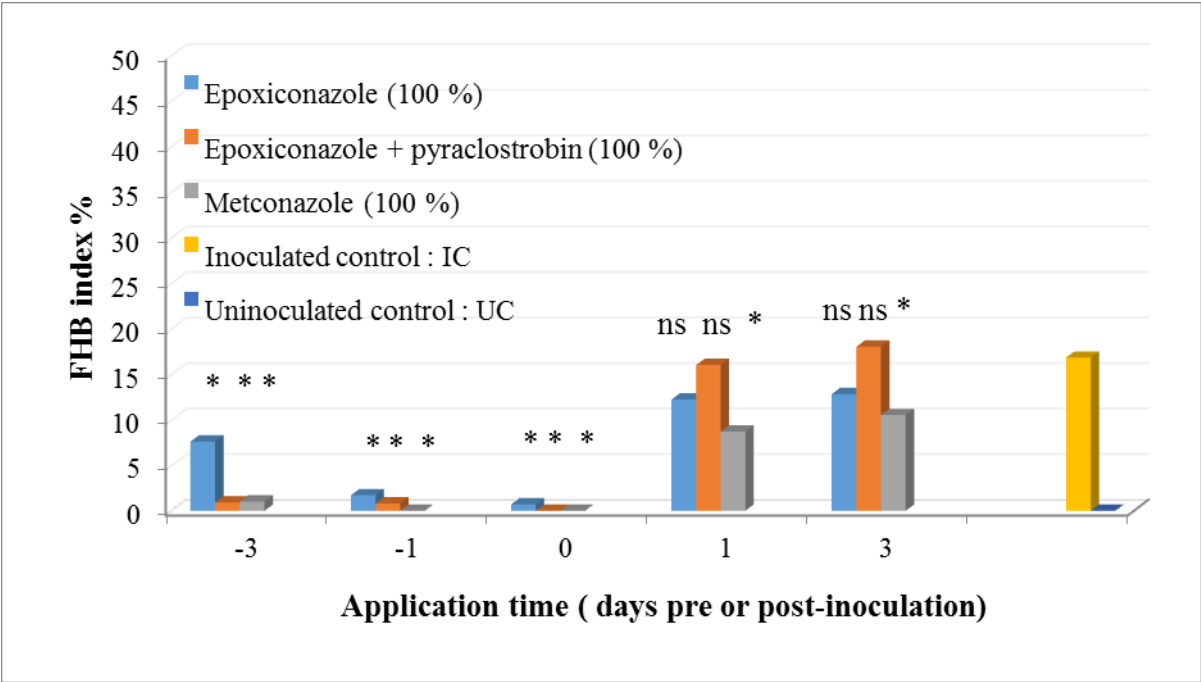 50
45
40
35
30
25
20
15
10
5
0
FHB index %
Epoxiconazole (100 %)
Epoxiconazole + pyraclostrobin (100 %)
Metconazole (100 %)
Inoculated control : IC
Uninoculated control : UC
* * *
* * *
* * *
ns ns *
ns ns *
-3 -1 0 1 3
Application time ( days pre or post-inoculation)